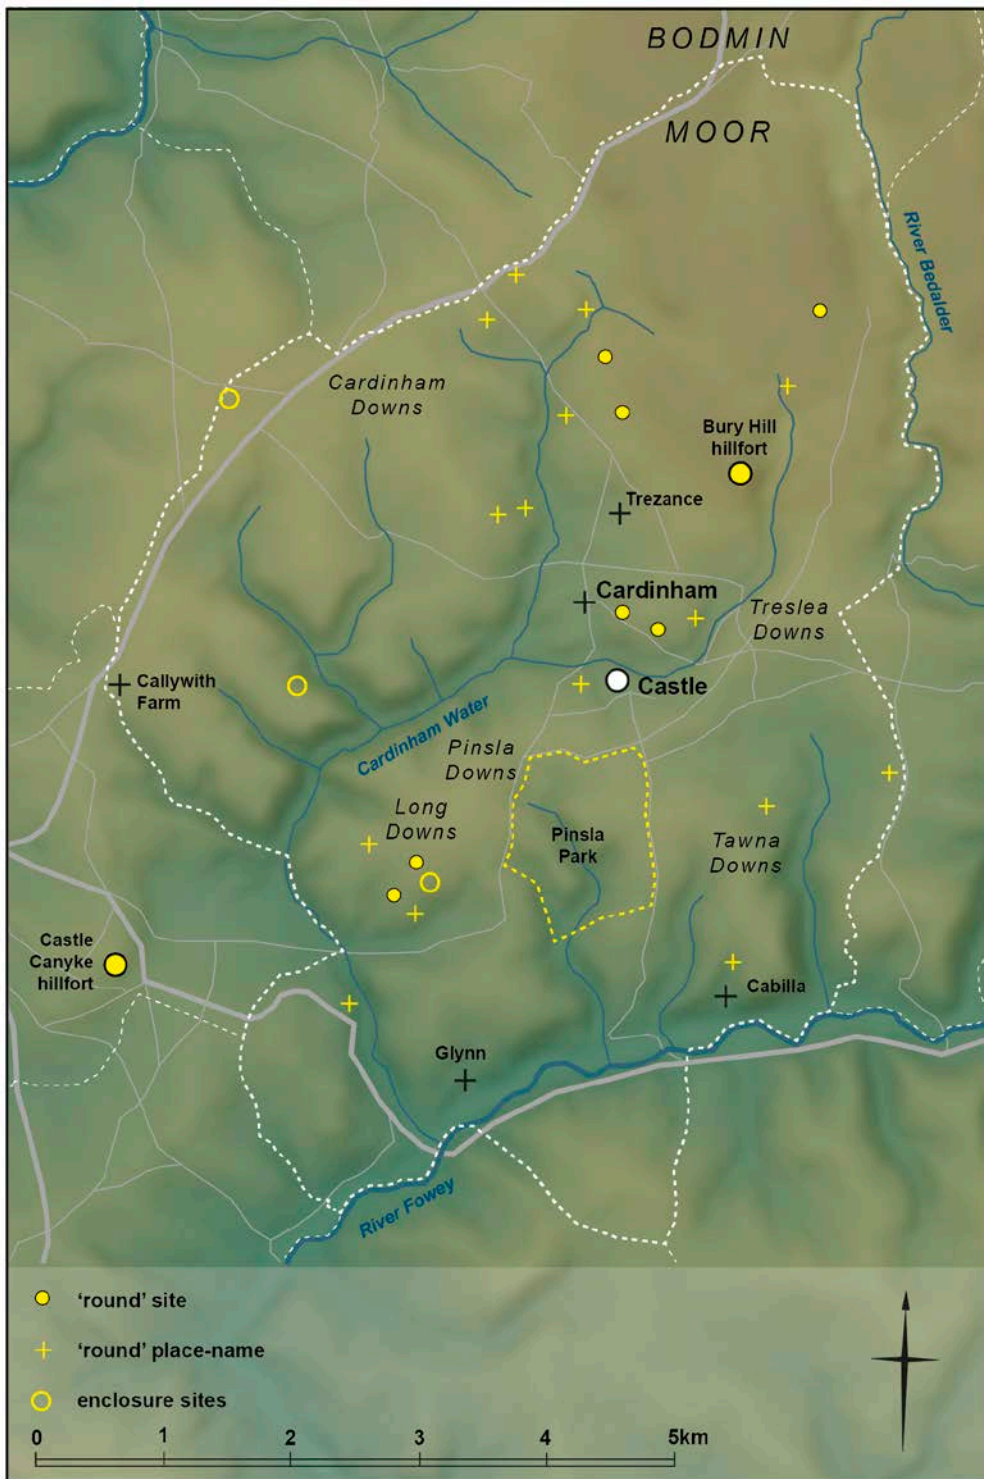 BODMIN
MOOR
River Bedalder
Cardinham
Downs
Bury Hill
hillfort
Trezance
Cardinham
Treslea
Downs
Callywith
Farm
Castle
Cardinham Water
Pinsla
Downs
Long
Downs
Pinsla
Park
Tawna
Downs
Castle
Canyke
hillfort
Cabilla
Glynn
River Fowey
'round' site
'round' place-name
enclosure sites
0 1 2 3 4 5km